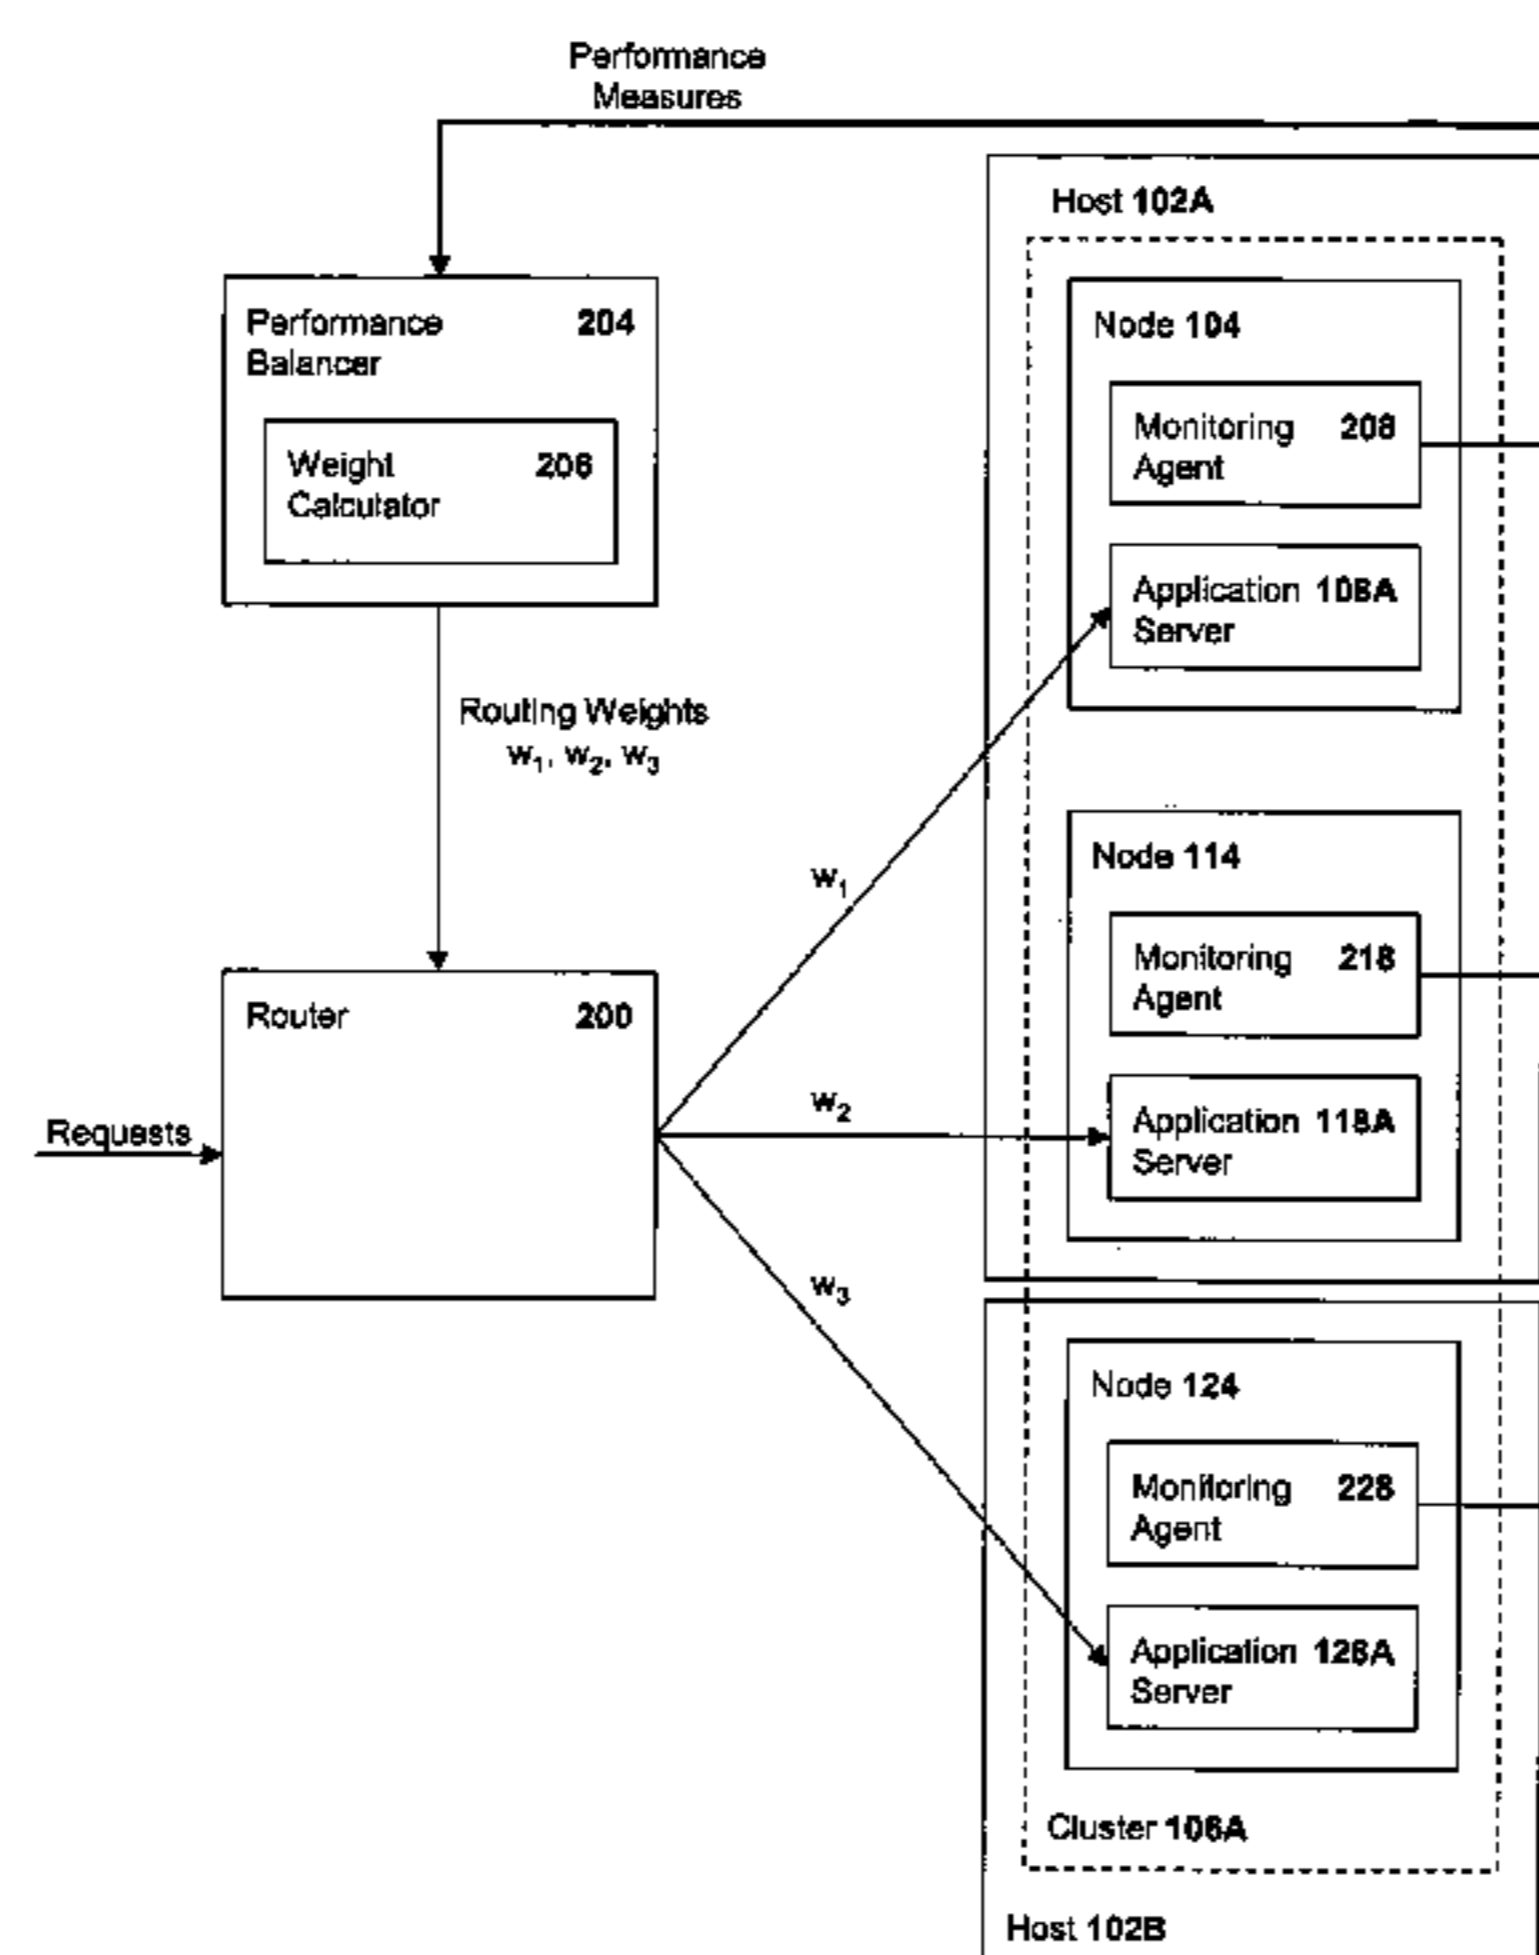 Performance
Measures
Host 102A
Performance 204
Balancer
Weight 206
Calculator
Node 104
Monitoring 208
Agent
Application 108A
Server
Routing Weights
w1, w2, w3
w1
Node 114
Monitoring 218
Agent
Router 200
Requests
w2
Application 118A
Server
w3
Node 124
Monitoring 228
Agent
Application 128A
Server
Cluster 106A
Host 102B